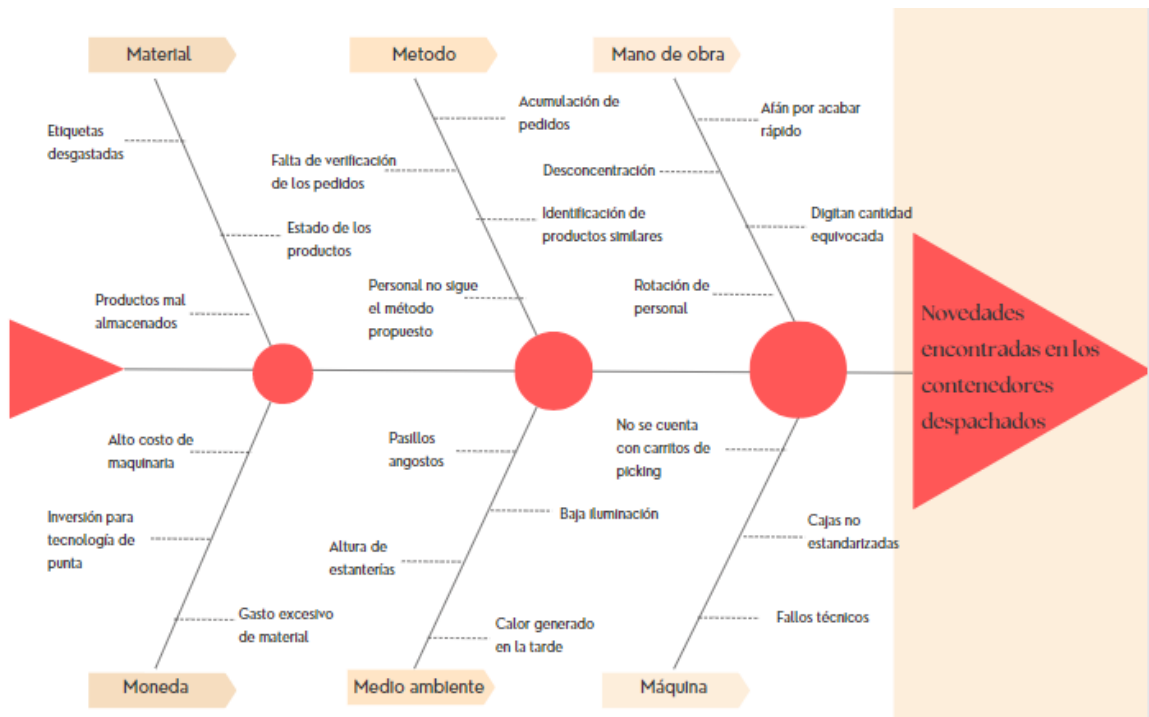 Material
Metodo
Mano de obra
Etiquetas
desgastadas
Estado de los
productos
Productos mal
almacenados
Acumulación de
pedidos
Falta de verificación
de los pedidos
Identificación de
productos similares
Personal no sigue
el método
propuesto
Afán por acabar
rápido
Desconcentración
Digitan cantidad
equivocada
Rotación de
personal
Novedades
encontradas en los
contenedores
despachados
Alto costo de
maquinaria
Inversión para
tecnología de
punta
Gasto excesivo
de material
Pasillos
angostos
Baja iluminación
Altura de
estanterías
Calor generado
en la tarde
No se cuenta
con carritos de
picking
Cajas no
estandarizadas
Fallos técnicos
Moneda
Medio ambiente
Máquina